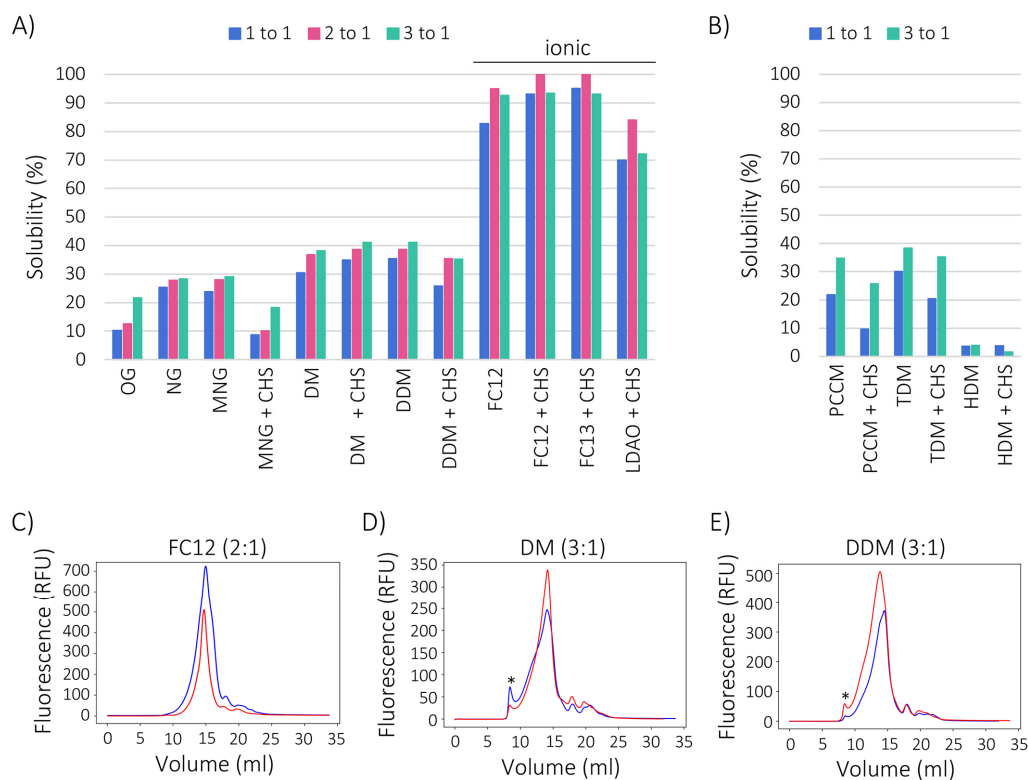 A)
1 to 1 2 to 1 3 to 1
ionic
Solubility (%)
100
90
80
70
60
50
40
30
20
10
0
OG
NG
MNG
MNG + CHS
DM
DM + CHS
DDM
DDM + CHS
FC12
FC12 + CHS
FC13 + CHS
LDAO + CHS
B)
1 to 1 3 to 1
Solubility (%)
100
90
80
70
60
50
40
30
20
10
0
PCCM
PCCM + CHS
TDM
TDM + CHS
HDM
HDM + CHS
C)
FC12 (2:1)
Fluorescence (RFU)
700
600
500
400
300
200
100
0
0 5 10 15 20 25 30 35
Volume (ml)
D)
DM (3:1)
Fluorescence (RFU)
350
300
250
200
150
100
50
0
*
0 5 10 15 20 25 30 35
Volume (ml)
E)
DDM (3:1)
Fluorescence (RFU)
500
400
300
200
100
0
*
0 5 10 15 20 25 30 35
Volume (ml)